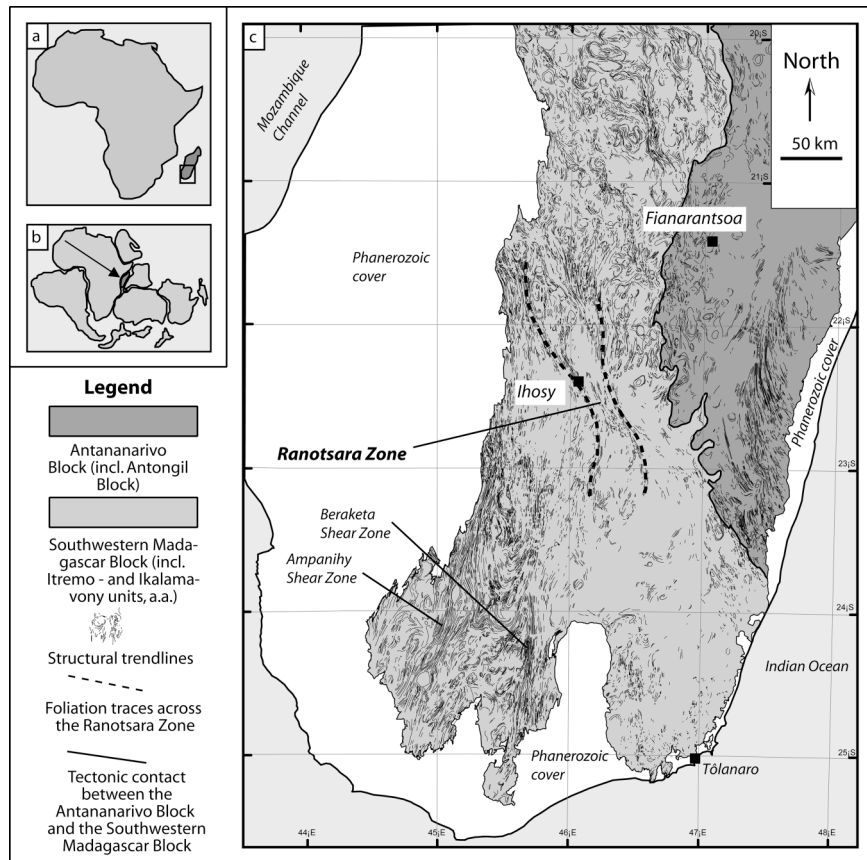 a
b
Legend
Antananarivo
Block (incl. Antongil
Block)
Southwestern Mada-
gascar Block (incl.
Itremo - and Ikalama-
vony units, a.a.)
Structural trendlines
Foliation traces across
the Ranotsara Zone
Tectonic contact
between the
Antananarivo Block
and the Southwestern
Madagascar Block
c
Mozambique
Channel
20¡S
North
50 km
21¡S
Fianarantsoa
Phanerozoic
cover
22¡S
Phanerozoic cover
Ihosy
Ranotsara Zone
23¡S
Beraketa
Shear Zone
Ampanihy
Shear Zone
24¡S
Indian Ocean
Phanerozoic
cover
25¡S
Tôlanaro
44¡E
45¡E
46¡E
47¡E
48¡E